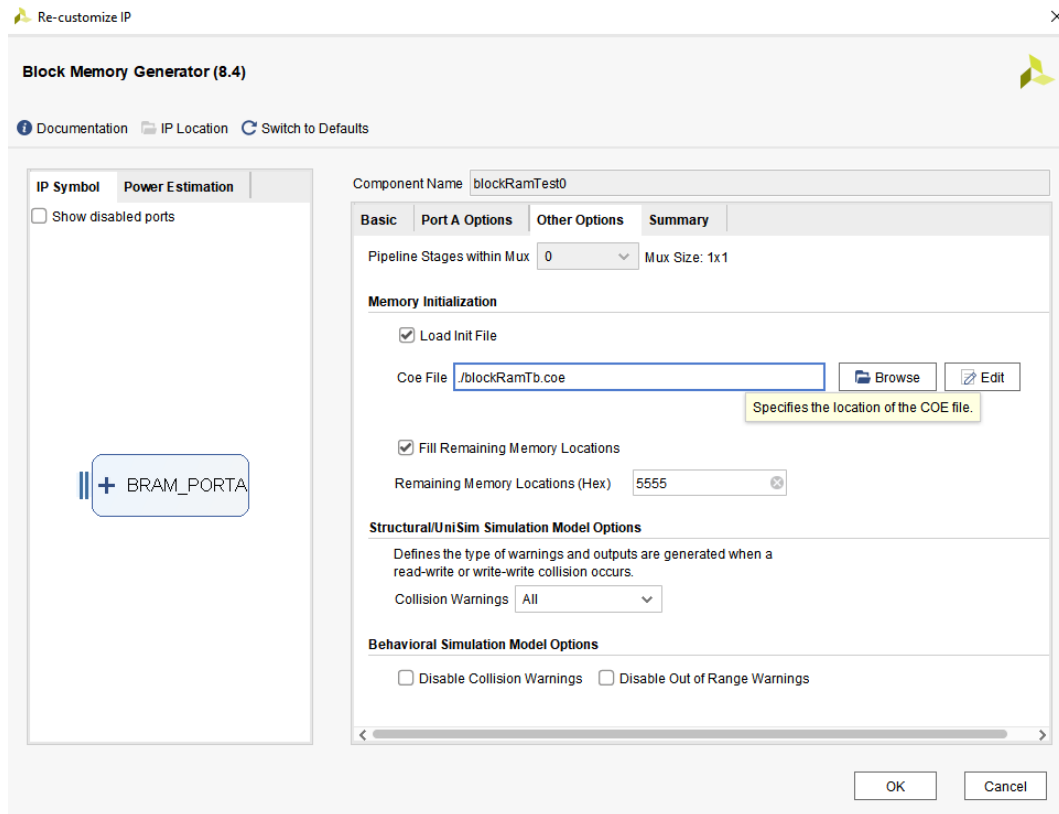 Re-customize IP
Block Memory Generator (8.4)
Documentation IP Location Switch to Defaults
IP Symbol Power Estimation
Show disabled ports
BRAM_PORTA
Component Name blockRamTest0
Basic Port A Options Other Options Summary
Pipeline Stages within Mux 0 Mux Size: 1x1
Memory Initialization
Load Init File
Coe File ./blockRamTb.coe Browse Edit
Specifies the location of the COE file.
Fill Remaining Memory Locations
Remaining Memory Locations (Hex) 5555
Structural/UniSim Simulation Model Options
Defines the type of warnings and outputs are generated when a
read-write or write-write collision occurs.
Collision Warnings All
Behavioral Simulation Model Options
Disable Collision Warnings Disable Out of Range Warnings
OK Cancel